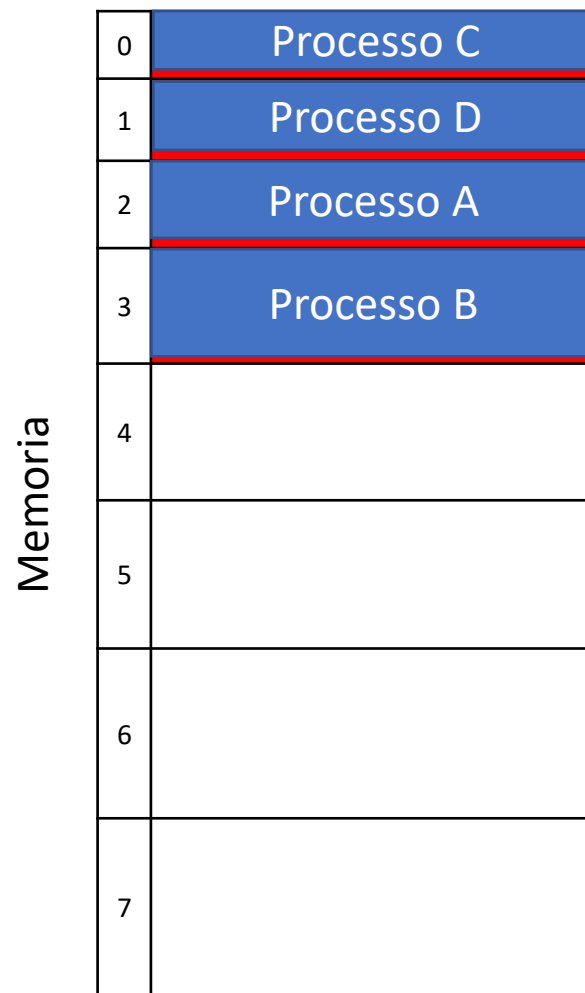 0 Processo C
1 Processo D
2 Processo A
3 Processo B
4
5
6
7
Memoria